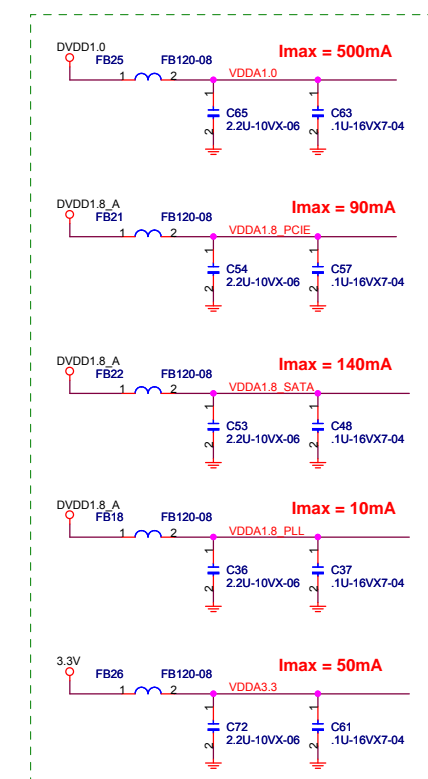 Imax = 500mA
DVDD1.0
FB25 FB120-08
1 2 VDDA1.0
1 1
C65 C63
2.2U-10VX-06 .1U-16VX7-04
2 2
Imax = 90mA
DVDD1.8_A
FB21 FB120-08
1 2 VDDA1.8_PCIE
1 1
C54 C57
2.2U-10VX-06 .1U-16VX7-04
2 2
Imax = 140mA
DVDD1.8_A
FB22 FB120-08
1 2 VDDA1.8_SATA
1 1
C53 C48
2.2U-10VX-06 .1U-16VX7-04
2 2
Imax = 10mA
DVDD1.8_A
FB18 FB120-08
1 2 VDDA1.8_PLL
1 1
C36 C37
2.2U-10VX-06 .1U-16VX7-04
2 2
Imax = 50mA
3.3V
FB26 FB120-08
1 2 VDDA3.3
1 1
C72 C61
2.2U-10VX-06 .1U-16VX7-04
2 2